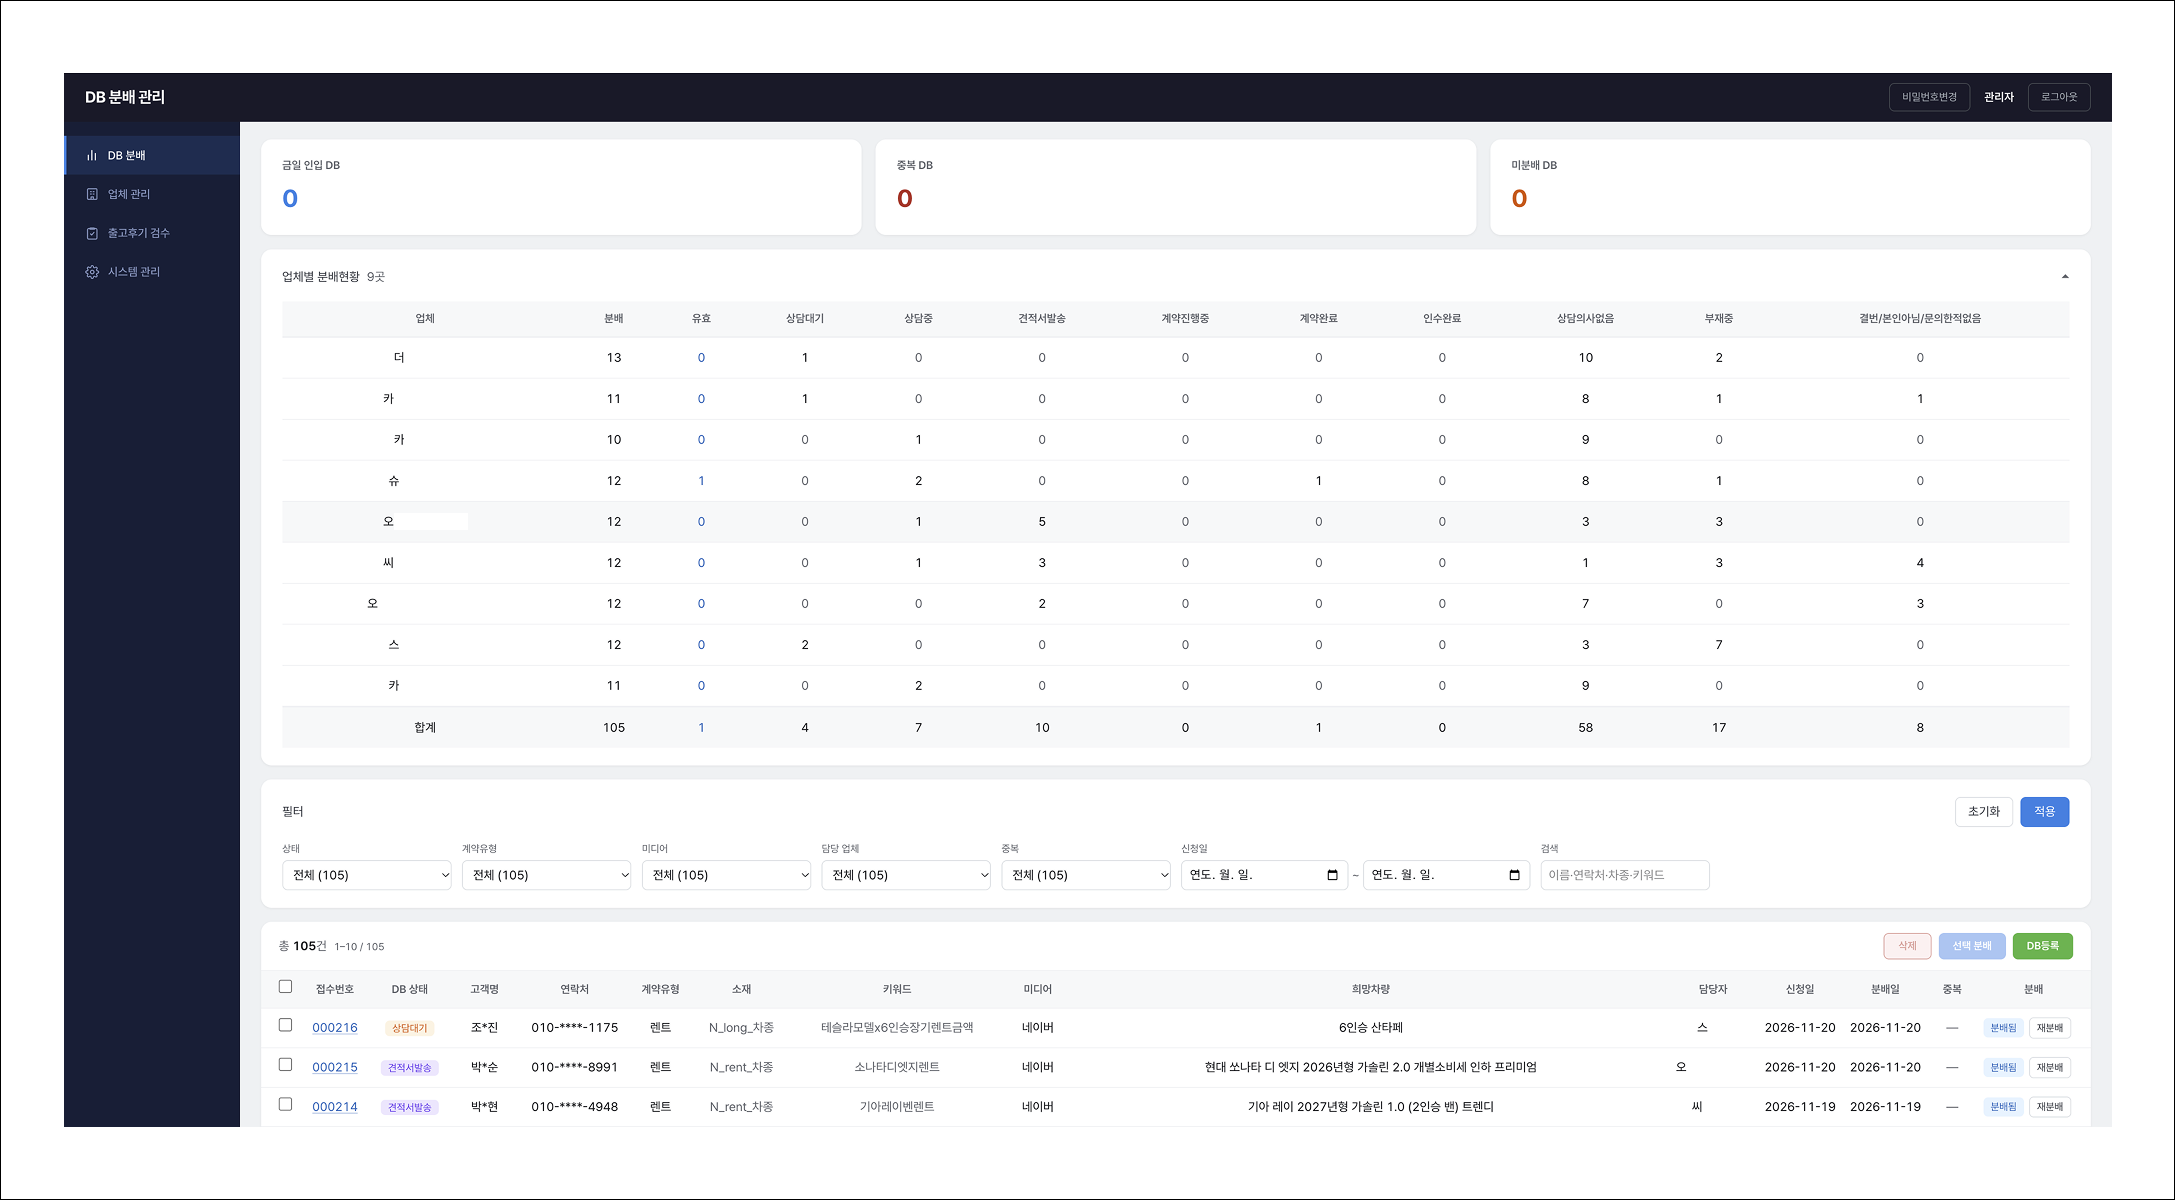 DB 분배 관리
비밀번호변경 관리자 로그아웃
DB 분배
업체 관리
출고후기 검수
시스템 관리
금일 인입 DB
0
중복 DB
0
미분배 DB
0
업체별 분배현황 9곳
업체 분배 유효 상담대기 상담중 견적서발송 계약진행중 계약완료 인수완료 상담의사없음 부재중 결번/본인아님/문의한적없음
더 13 0 1 0 0 0 0 0 10 2 0
카 11 0 1 0 0 0 0 0 8 1 1
카 10 0 0 1 0 0 0 0 9 0 0
슈 12 1 0 2 0 0 1 0 8 1 0
오 12 0 0 1 5 0 0 0 3 3 0
씨 12 0 0 1 3 0 0 0 1 3 4
오 12 0 0 0 2 0 0 0 7 0 3
스 12 0 2 0 0 0 0 0 3 7 0
카 11 0 0 2 0 0 0 0 9 0 0
합계 105 1 4 7 10 0 1 0 58 17 8
필터
초기화 적용
상태 계약유형 미디어 담당 업체 중복 신청일 검색
전체 (105) 전체 (105) 전체 (105) 전체 (105) 전체 (105) 연도. 월. 일. ~ 연도. 월. 일. 이름·연락처·차종·키워드
총 105건 1–10 / 105
삭제 선택 분배 DB등록
접수번호 DB 상태 고객명 연락처 계약유형 소재 키워드 미디어 희망차량 담당자 신청일 분배일 중복 분배
000216 상담대기 조*진 010-****-1175 렌트 N_long_차종 테슬라모델x6인승장기렌트금액 네이버 6인승 산타페 스 2026-11-20 2026-11-20 — 분배됨 재분배
000215 견적서발송 박*순 010-****-8991 렌트 N_rent_차종 소나타디엣지렌트 네이버 현대 쏘나타 디 엣지 2026년형 가솔린 2.0 개별소비세 인하 프리미엄 오 2026-11-20 2026-11-20 — 분배됨 재분배
000214 견적서발송 박*현 010-****-4948 렌트 N_rent_차종 기아레이벤렌트 네이버 기아 레이 2027년형 가솔린 1.0 (2인승 밴) 트렌디 씨 2026-11-19 2026-11-19 — 분배됨 재분배